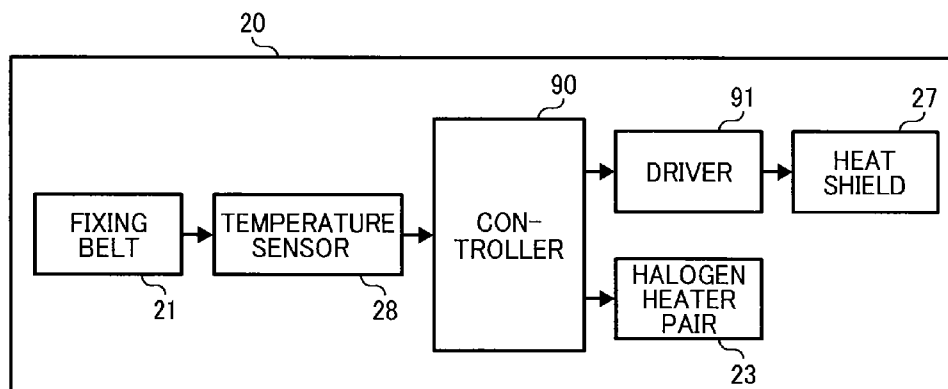 20
90
91
27
DRIVER
HEAT
SHIELD
FIXING
BELT
TEMPERATURE
SENSOR
CON-
TROLLER
HALOGEN
HEATER
PAIR
21
28
23